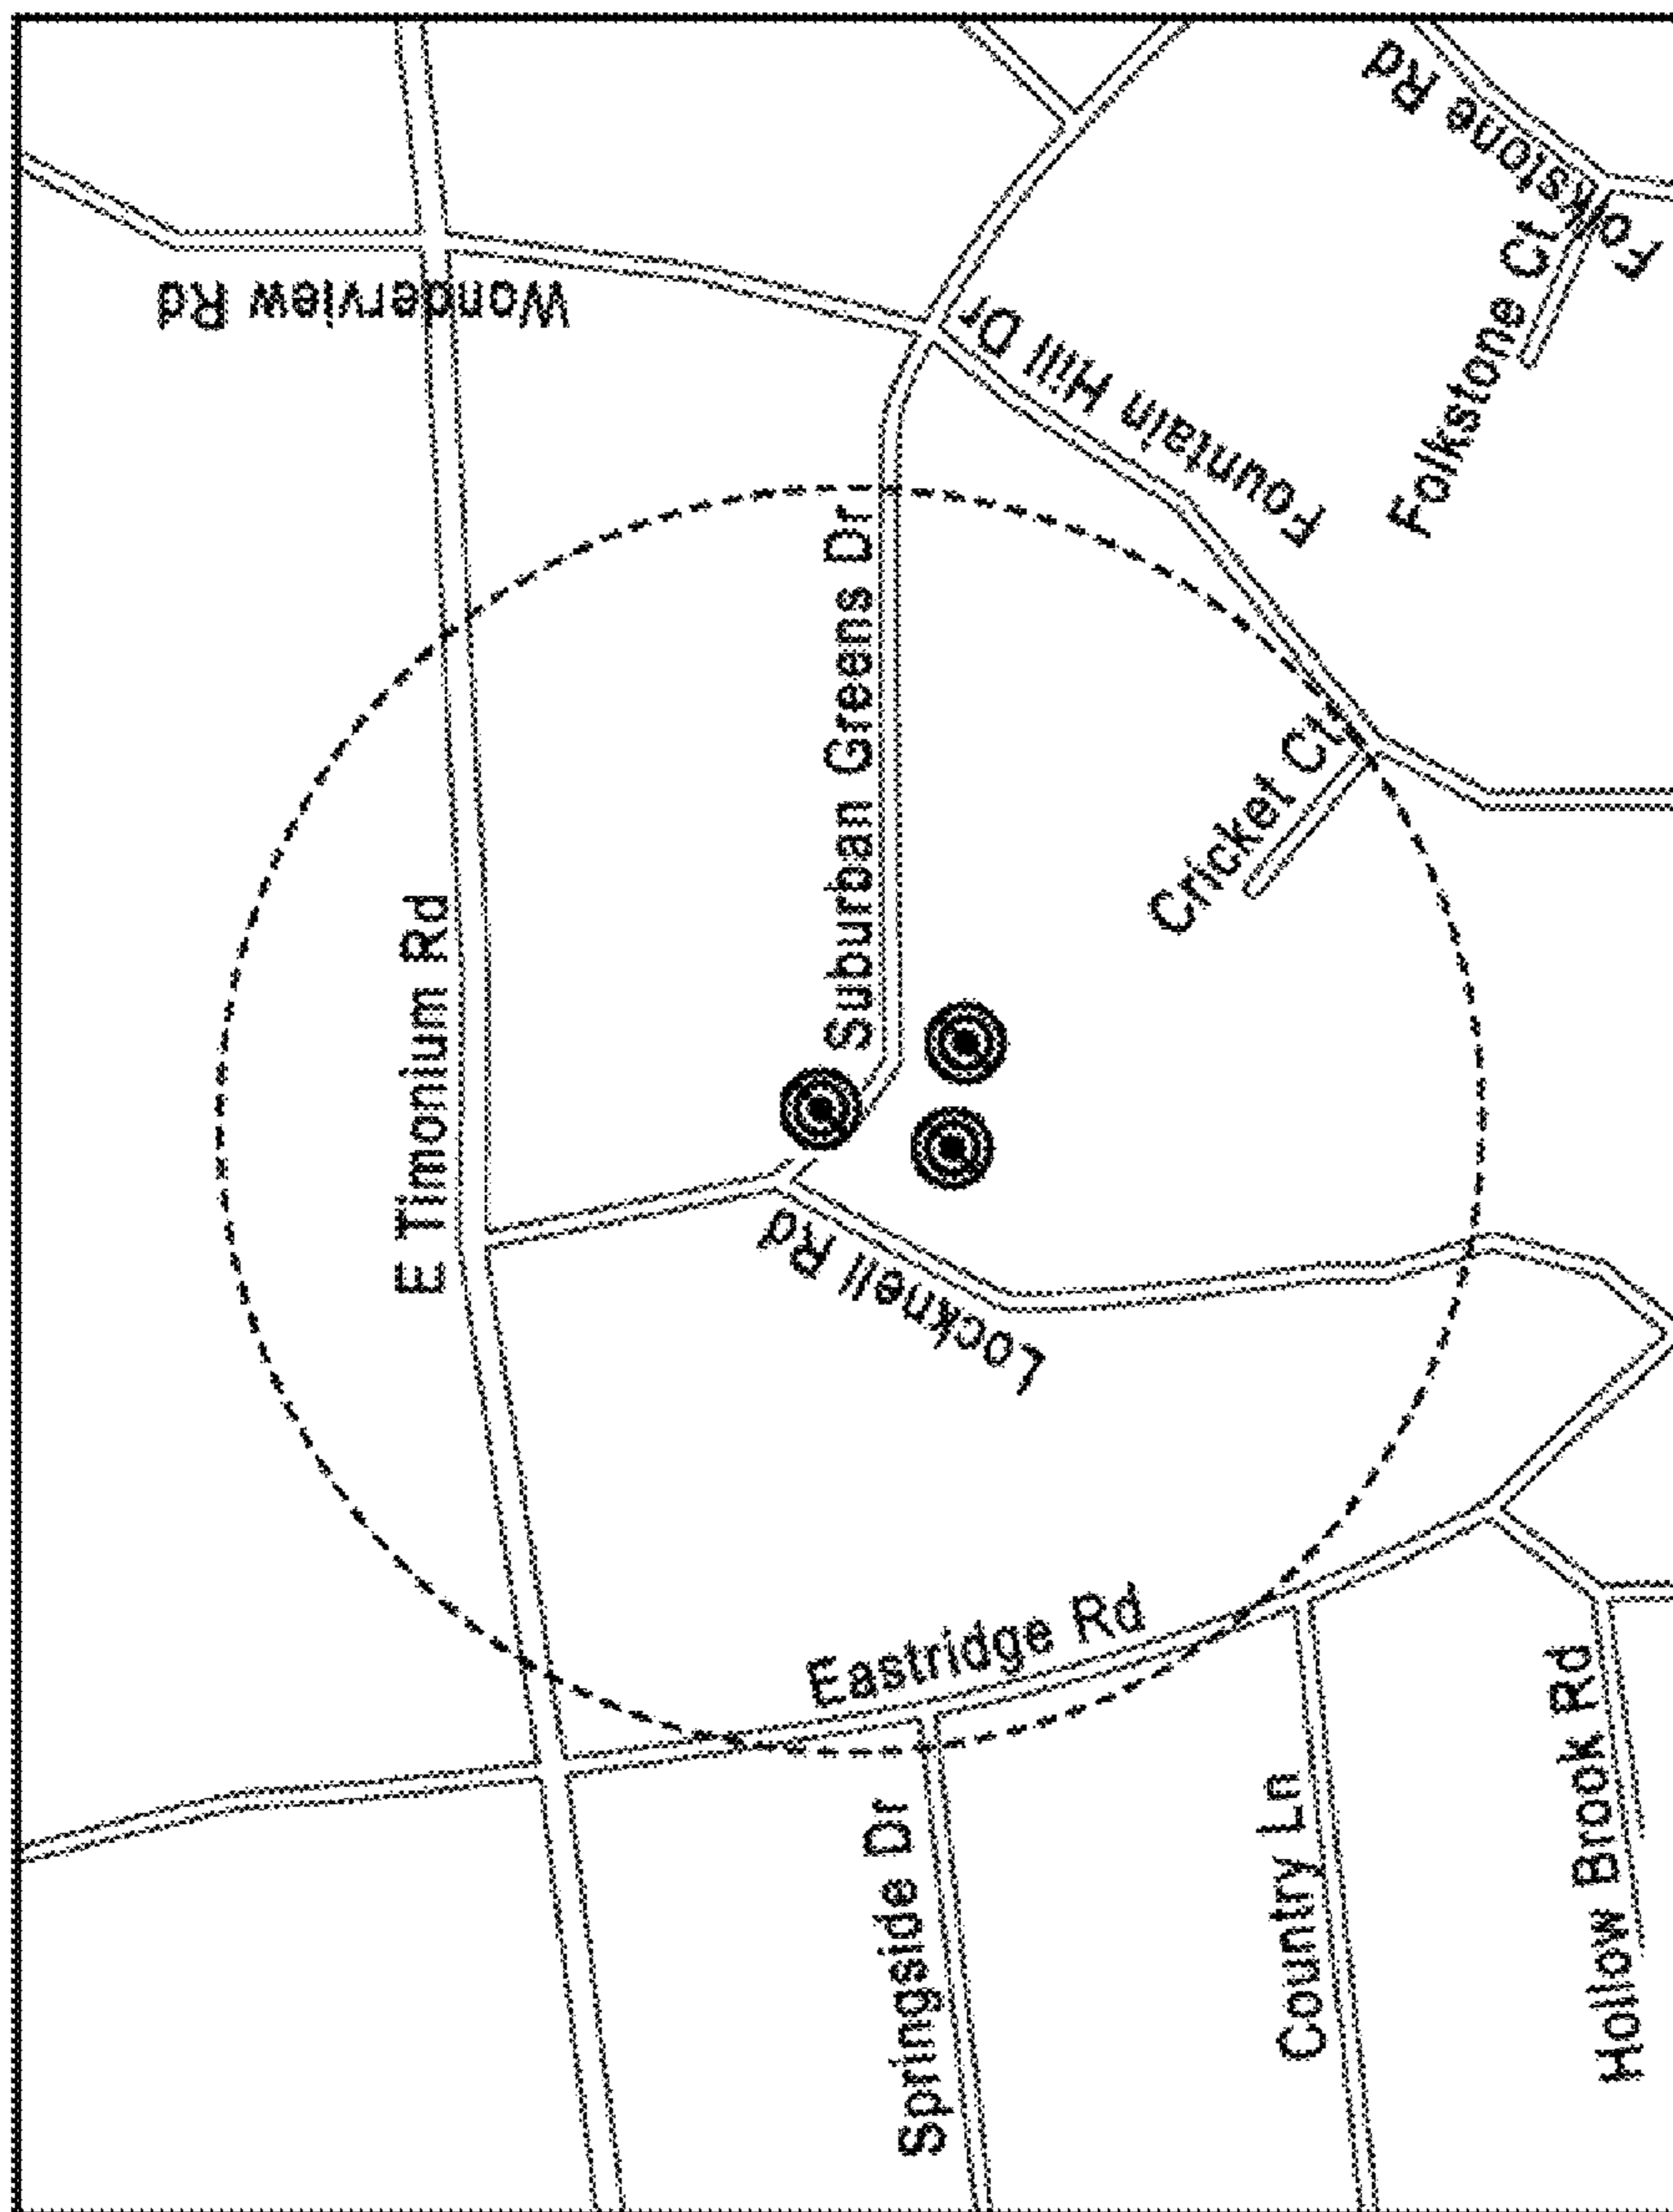 Wonderview Rd
E Timonium Rd
Suburban Greens Dr
Fountain Hill Dr
Folkstone Rd
Folkstone Ct
Cricket Ct
Locknell Rd
Eastridge Rd
Springside Dr
Country Ln
Hollow Brook Rd